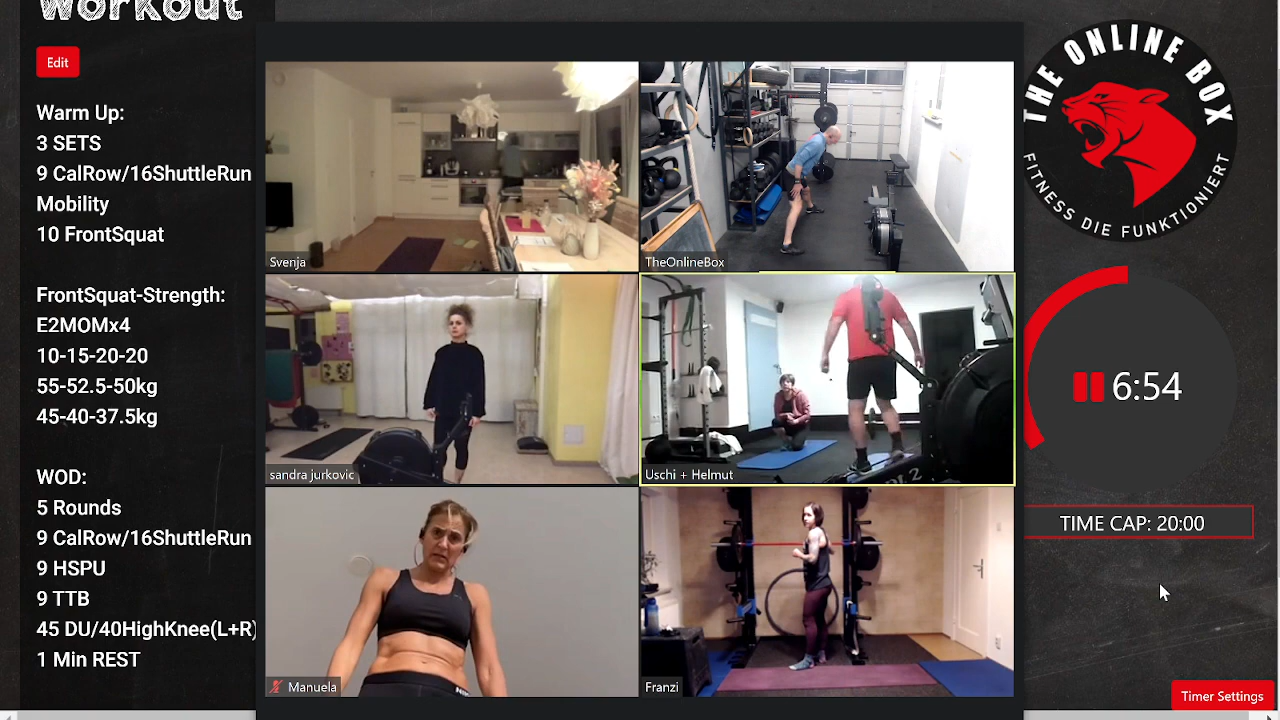 Workout
Edit
Warm Up:
3 SETS
9 CalRow/16ShuttleRun
Mobility
10 FrontSquat
FrontSquat-Strength:
E2MOMx4
10-15-20-20
55-52.5-50kg
45-40-37.5kg
WOD:
5 Rounds
9 CalRow/16ShuttleRun
9 HSPU
9 TTB
45 DU/40HighKnee(L+R)
1 Min REST
Svenja
TheOnlineBox
sandra jurkovic
Uschi + Helmut
Manuela
Franzi
THE ONLINE BOX
FITNESS DIE FUNKTIONIERT
6:54
TIME CAP: 20:00
Timer Settings